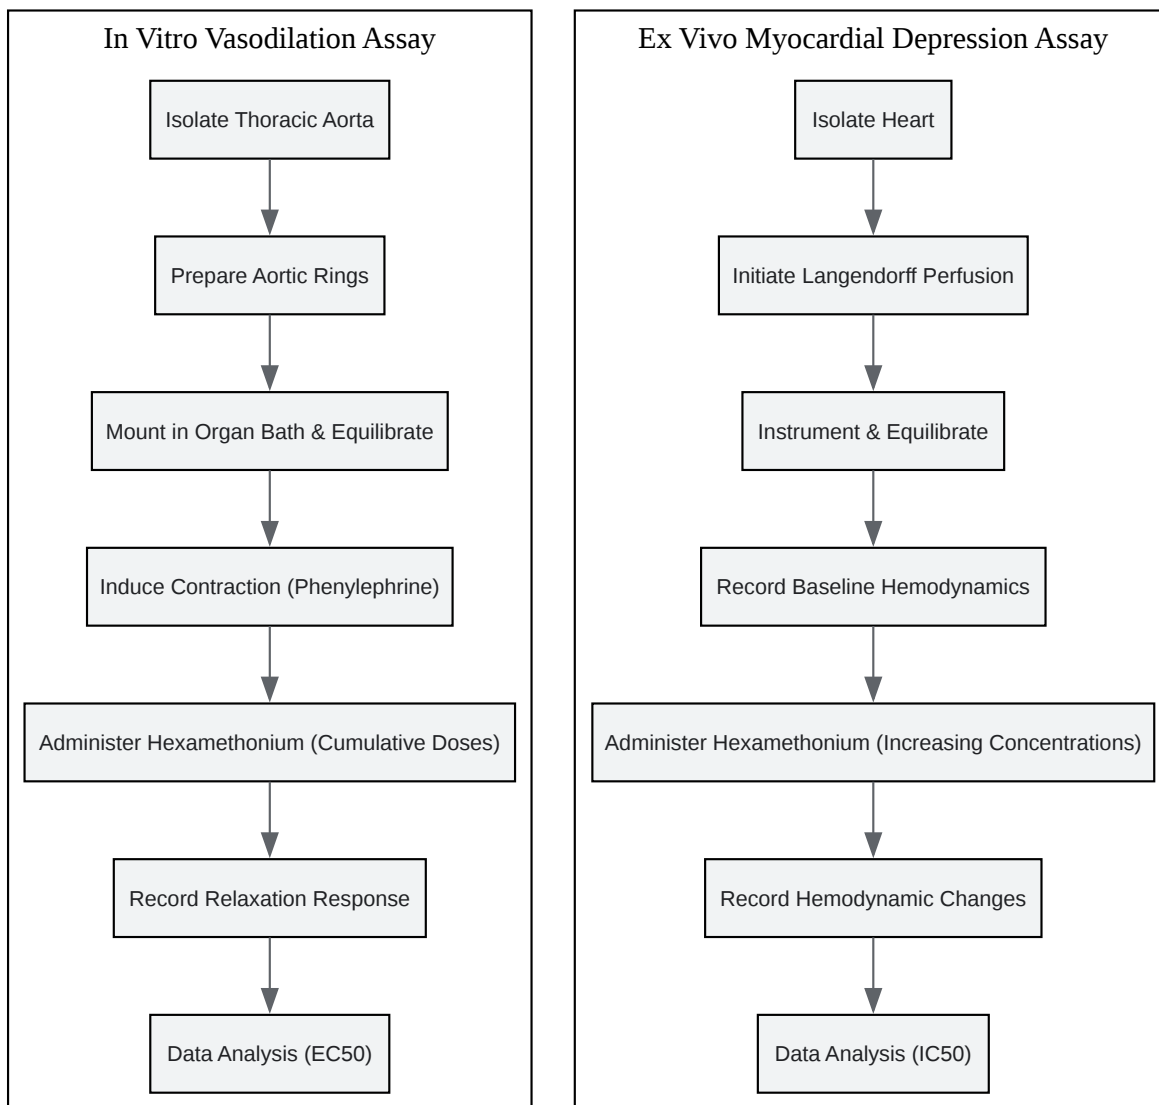 In Vitro Vasodilation Assay
Isolate Thoracic Aorta
Prepare Aortic Rings
Mount in Organ Bath & Equilibrate
Induce Contraction (Phenylephrine)
Administer Hexamethonium (Cumulative Doses)
Record Relaxation Response
Data Analysis (EC50)
Ex Vivo Myocardial Depression Assay
Isolate Heart
Initiate Langendorff Perfusion
Instrument & Equilibrate
Record Baseline Hemodynamics
Administer Hexamethonium (Increasing Concentrations)
Record Hemodynamic Changes
Data Analysis (IC50)